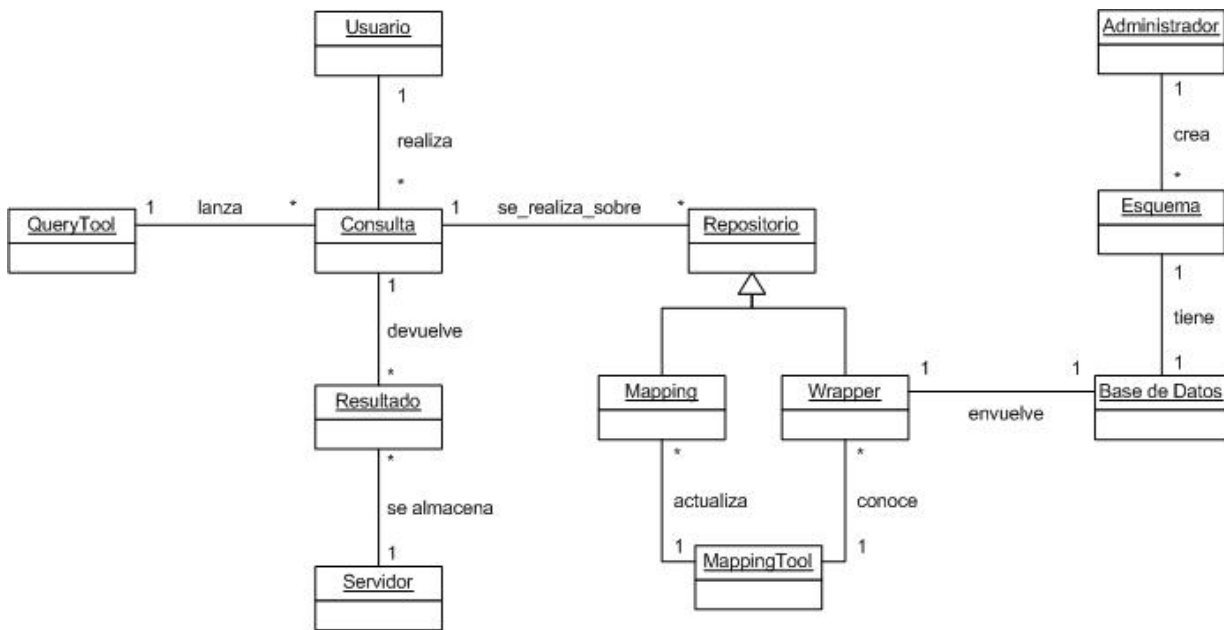 Usuario
Administrador
1
1
realiza
crea
*
*
QueryTool
1
lanza
*
Consulta
1
se_realiza_sobre
*
Repositorio
Esquema
1
1
devuelve
tiene
*
1
Resultado
Mapping
Wrapper
1
envuelve
1
Base de Datos
*
*
*
se almacena
actualiza
conoce
1
1
1
MappingTool
Servidor